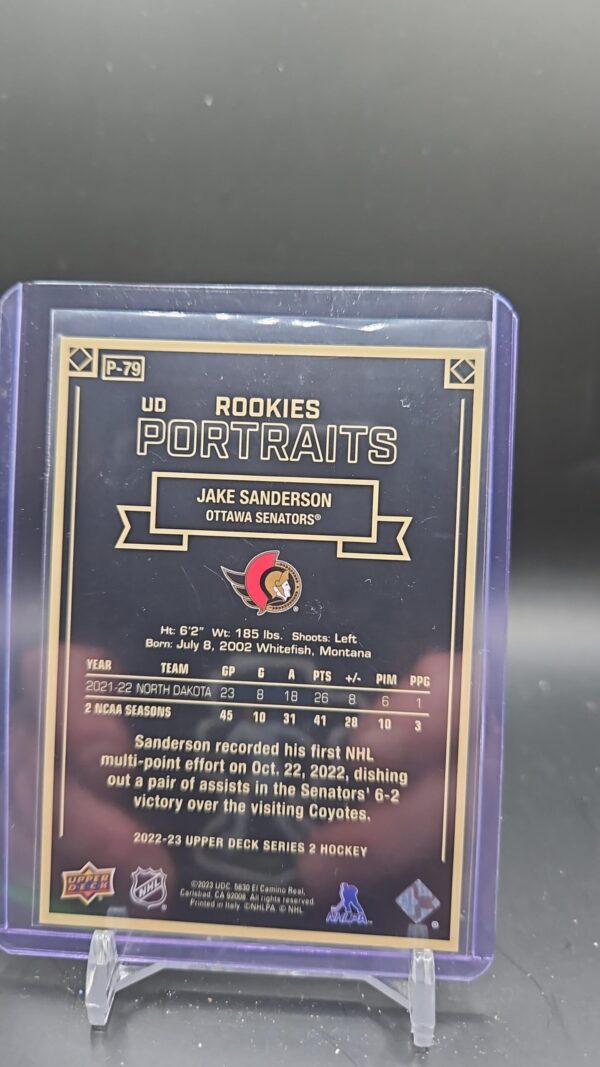 P-79
UD ROOKIES
PORTRAITS
JAKE SANDERSON
OTTAWA SENATORS®
®
Ht: 6'2" Wt: 185 lbs. Shoots: Left
Born: July 8, 2002 Whitefish, Montana
YEAR TEAM GP G A PTS +/- PIM PPG
2021-22 NORTH DAKOTA 23 8 18 26 8 6 1
2 NCAA SEASONS 45 10 31 41 28 10 3
Sanderson recorded his first NHL
multi-point effort on Oct. 22, 2022, dishing
out a pair of assists in the Senators' 6-2
victory over the visiting Coyotes.
2022-23 UPPER DECK SERIES 2 HOCKEY
UPPER
DECK
NHL
©2023 UDC. 5830 El Camino Real,
Carlsbad, CA 92008. All rights reserved.
Printed in Italy. ©NHLPA © NHL
NHLPA